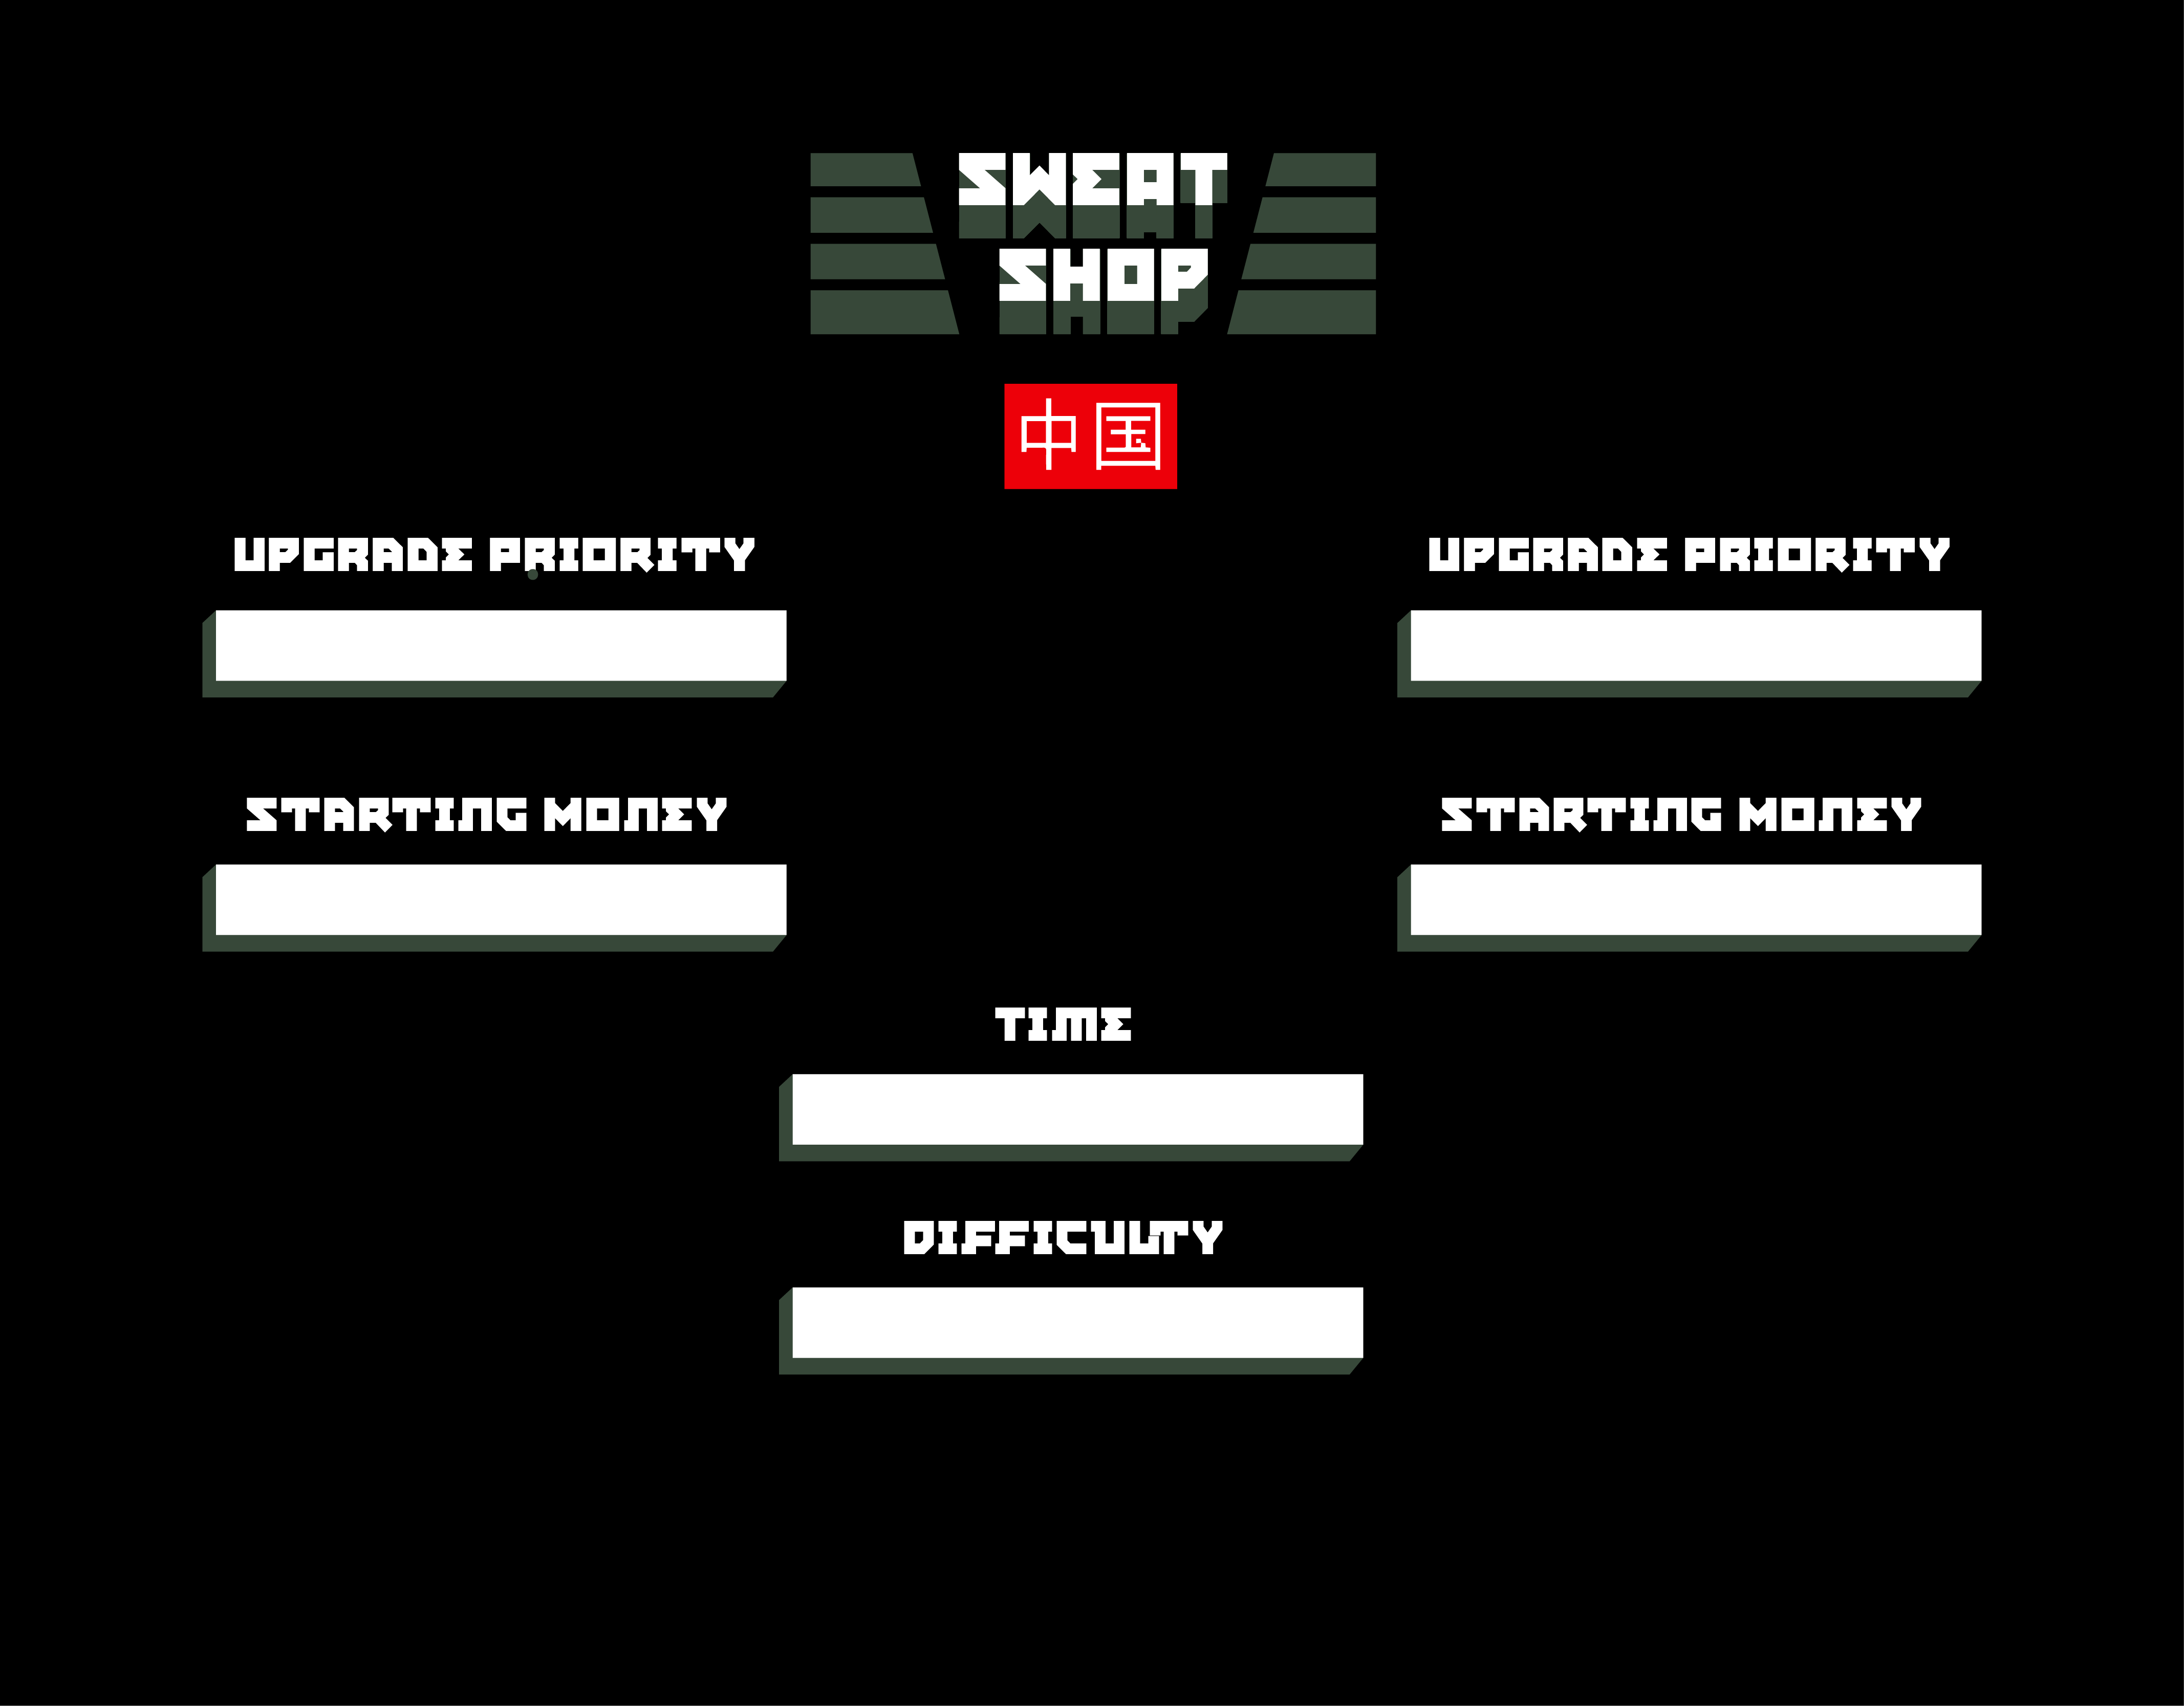 SWEAT
SHOP
中国
UPGRADE PRIORITY
UPGRADE PRIORITY
STARTING MONEY
STARTING MONEY
TIME
DIFFICULTY